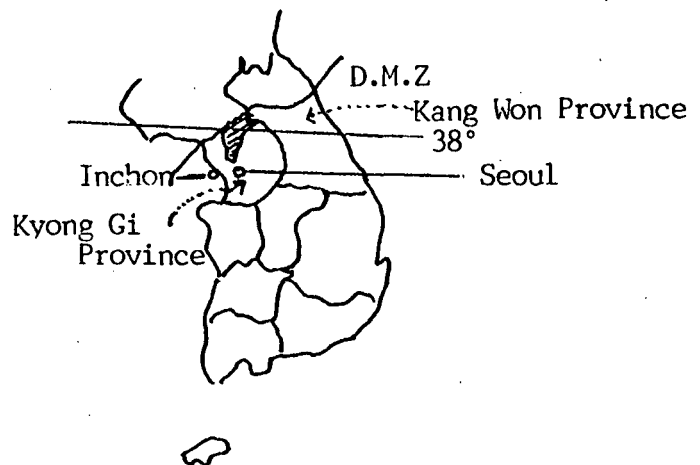 D.M.Z
Kang Won Province
38°
Inchon
Seoul
Kyong Gi
Province